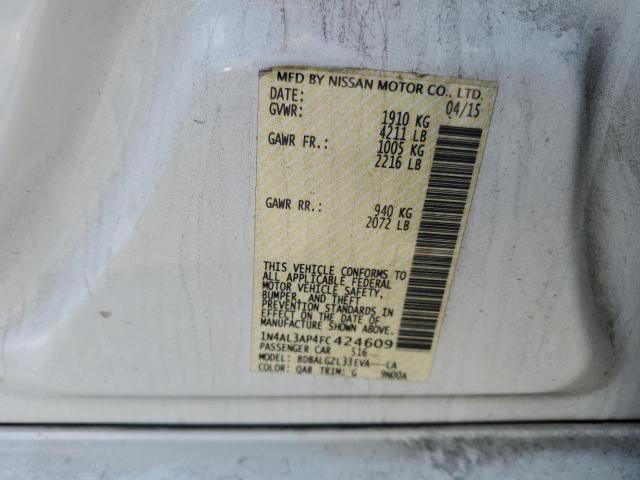 MFD BY NISSAN MOTOR CO., LTD.
DATE: 04/15
GVWR: 1910 KG
4211 LB
GAWR FR.: 1005 KG
2216 LB
GAWR RR.: 940 KG
2072 LB
THIS VEHICLE CONFORMS TO
ALL APPLICABLE FEDERAL
MOTOR VEHICLE SAFETY,
BUMPER, AND THEFT
PREVENTION STANDARDS IN
EFFECT ON THE DATE OF
MANUFACTURE SHOWN ABOVE.
1N4AL3AP4FC424609
PASSENGER CAR S16
MODEL: BDBALGZL33EVA---LA
COLOR: QAB TRIM: G 9N00A